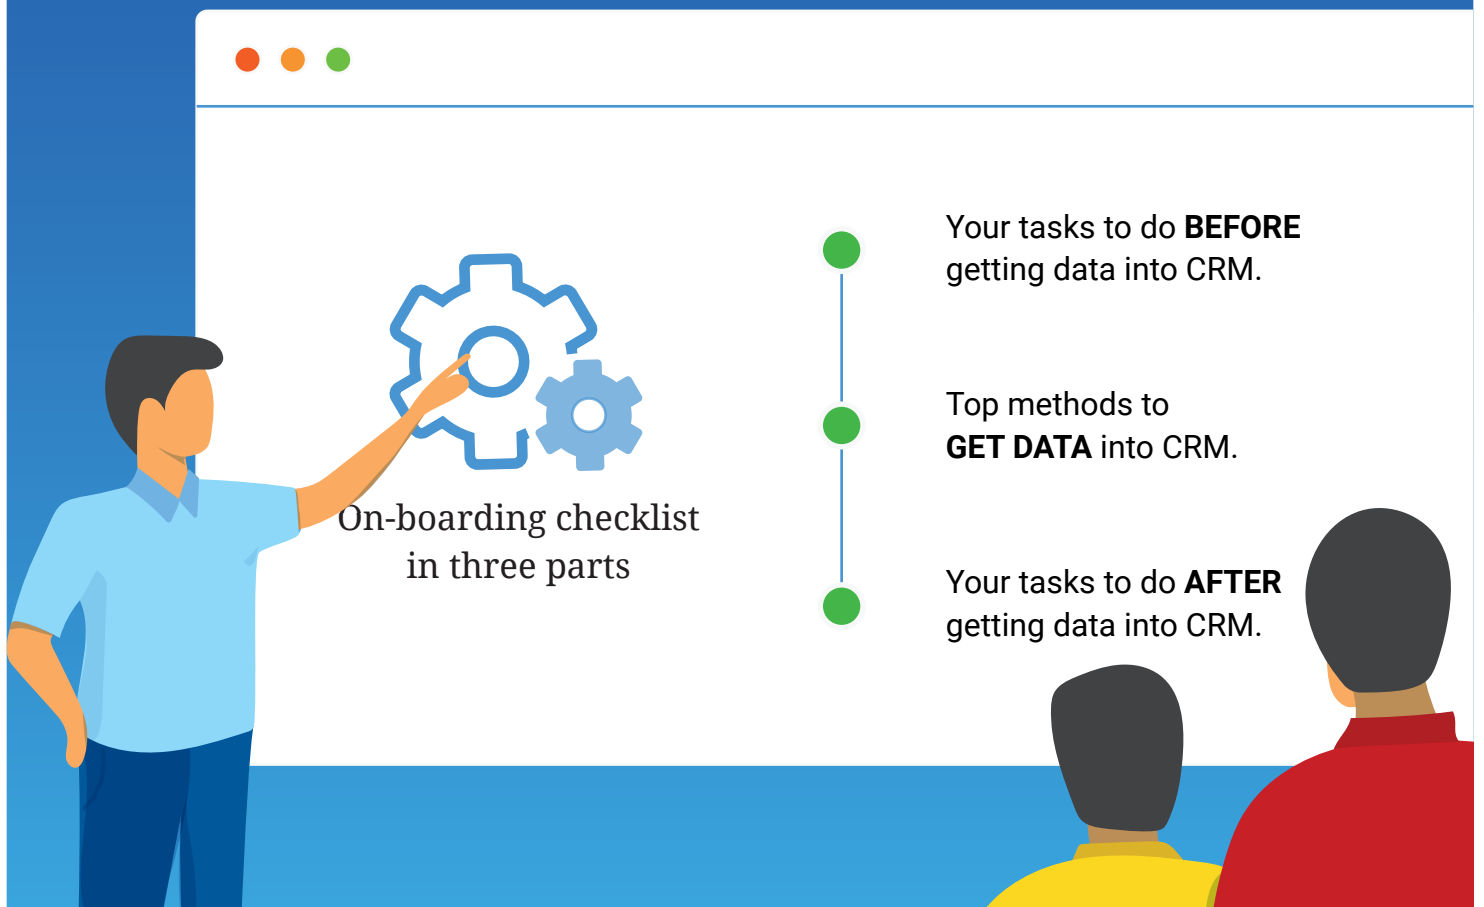 On-boarding checklist
in three parts
Your tasks to do BEFORE
getting data into CRM.
Top methods to
GET DATA into CRM.
Your tasks to do AFTER
getting data into CRM.